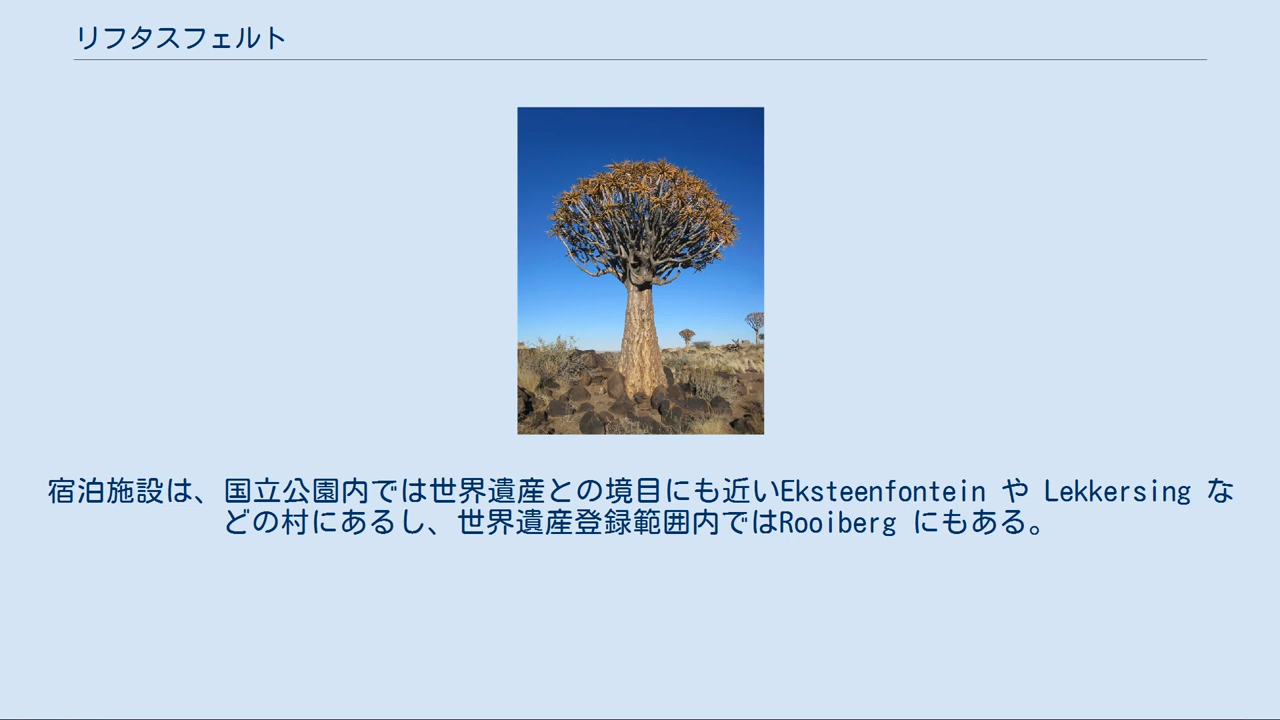 リフタスフェルト
宿泊施設は、国立公園内では世界遺産との境目にも近いEksteenfontein や Lekkersing な
どの村にあるし、世界遺産登録範囲内ではRooiberg にもある。